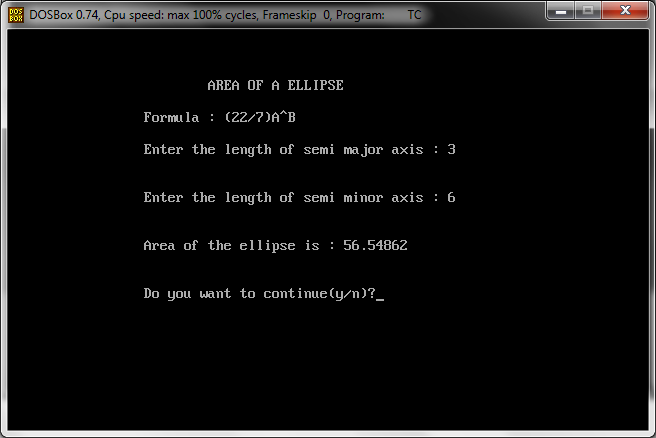 DOS BOX
DOSBox 0.74, Cpu speed: max 100% cycles, Frameskip 0, Program: TC
AREA OF A ELLIPSE
Formula : (22/7)A^B
Enter the length of semi major axis : 3
Enter the length of semi minor axis : 6
Area of the ellipse is : 56.54862
Do you want to continue(y/n)?_